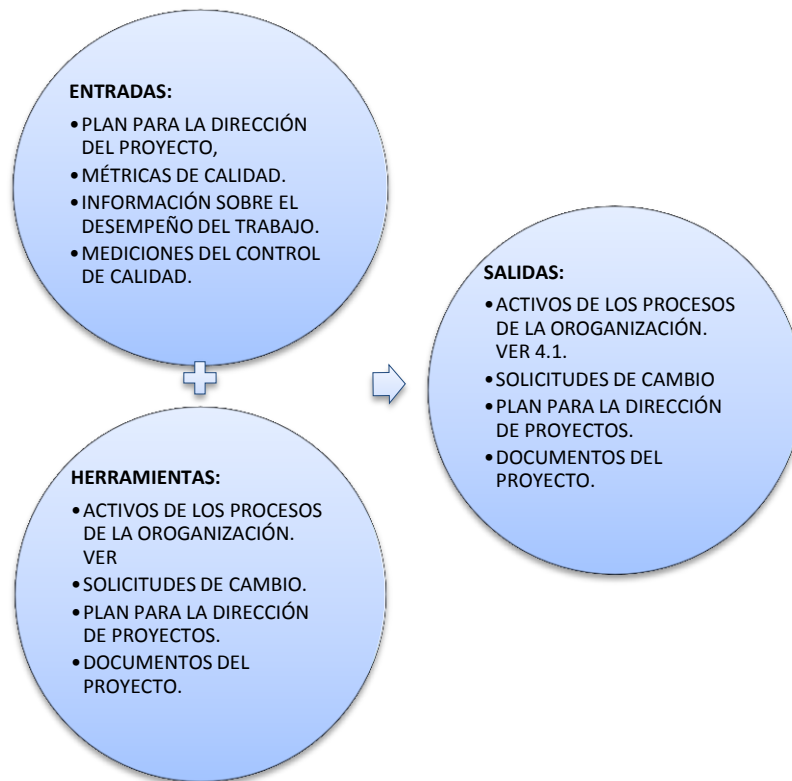 ENTRADAS:
•PLAN PARA LA DIRECCIÓN
DEL PROYECTO,
•MÉTRICAS DE CALIDAD.
•INFORMACIÓN SOBRE EL
DESEMPEÑO DEL TRABAJO.
•MEDICIONES DEL CONTROL
DE CALIDAD.
HERRAMIENTAS:
•ACTIVOS DE LOS PROCESOS
DE LA OROGANIZACIÓN.
VER
•SOLICITUDES DE CAMBIO.
•PLAN PARA LA DIRECCIÓN
DE PROYECTOS.
•DOCUMENTOS DEL
PROYECTO.
SALIDAS:
•ACTIVOS DE LOS PROCESOS
DE LA OROGANIZACIÓN.
VER 4.1.
•SOLICITUDES DE CAMBIO
•PLAN PARA LA DIRECCIÓN
DE PROYECTOS.
•DOCUMENTOS DEL
PROYECTO.